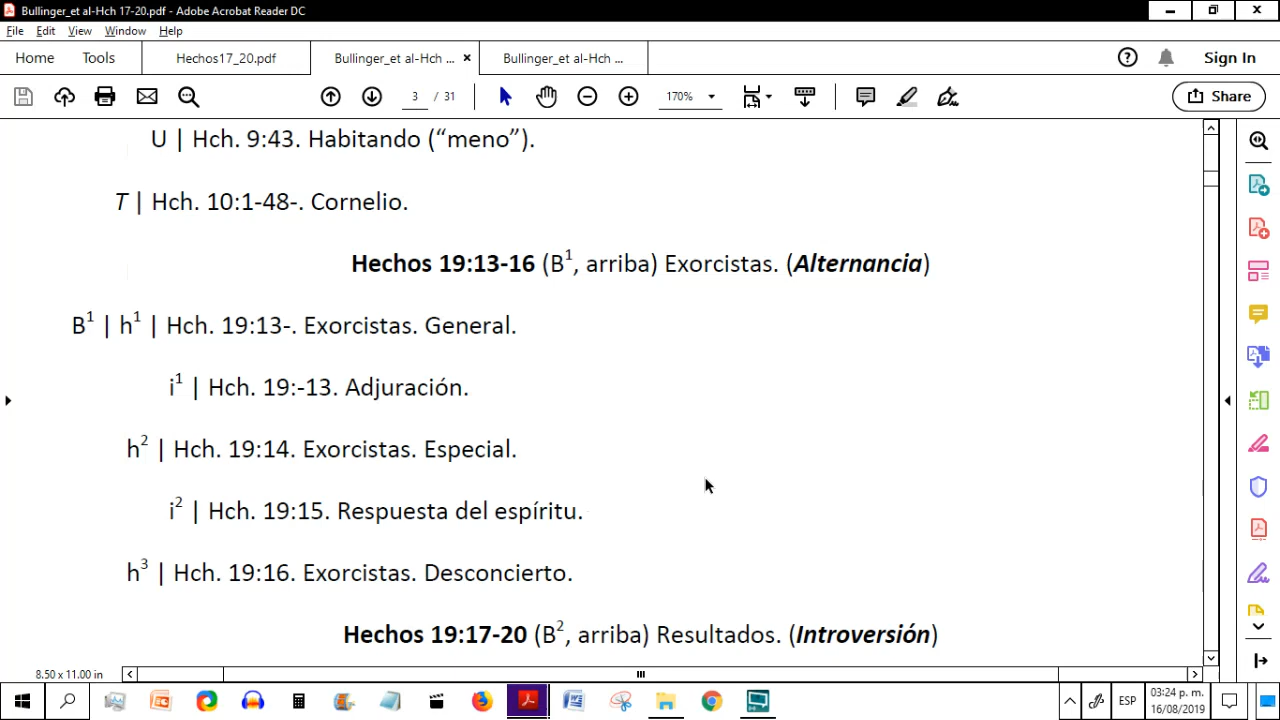 Bullinger_et al-Hch 17-20.pdf - Adobe Acrobat Reader DC
File Edit View Window Help
Home Tools Hechos17_20.pdf Bullinger_et al-Hch ... × Bullinger_et al-Hch ... Sign In
3 / 31 170% Share
U | Hch. 9:43. Habitando (“meno”).
T | Hch. 10:1-48-. Cornelio.
Hechos 19:13-16 (B1, arriba) Exorcistas. (Alternancia)
B1 | h1 | Hch. 19:13-. Exorcistas. General.
i1 | Hch. 19:-13. Adjuración.
h2 | Hch. 19:14. Exorcistas. Especial.
i2 | Hch. 19:15. Respuesta del espíritu.
h3 | Hch. 19:16. Exorcistas. Desconcierto.
Hechos 19:17-20 (B2, arriba) Resultados. (Introversión)
8.50 x 11.00 in
ESP 03:24 p. m.
16/08/2019